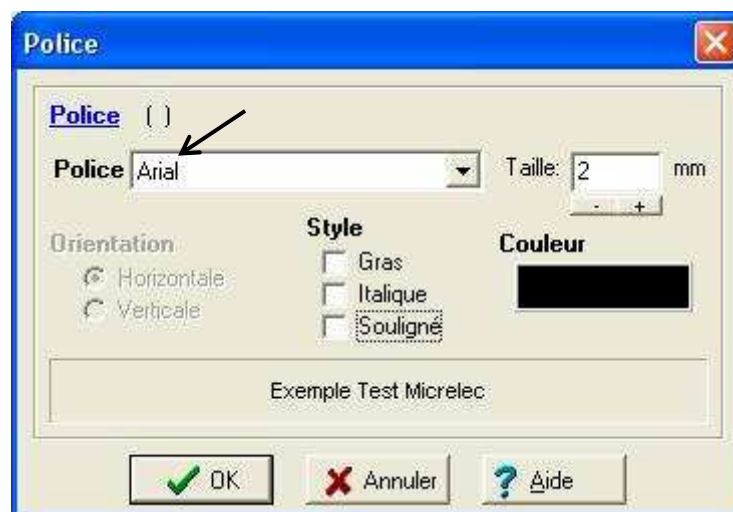 Police
Police ( )
Police Arial Taille: 2 mm
- +
Orientation
Horizontale
Verticale
Style
Gras
Italique
Souligné
Couleur
Exemple Test Micrelec
OK Annuler ? Aide